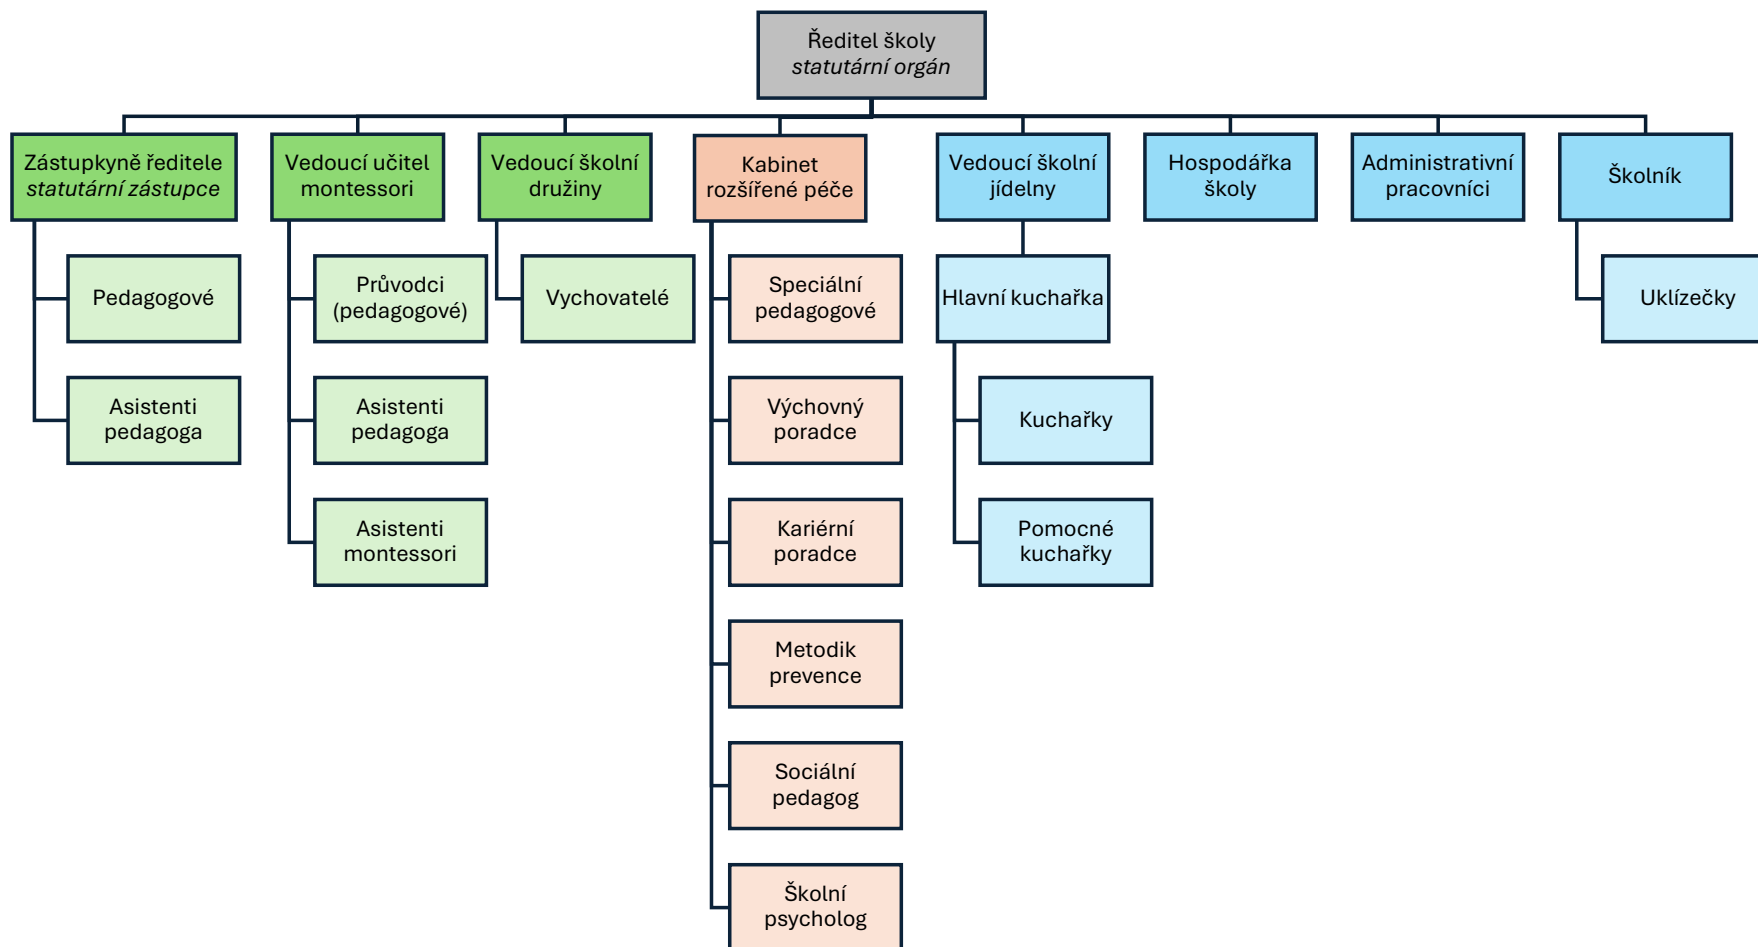 Ředitel školy
statutární orgán
Zástupkyně ředitele
statutární zástupce
Vedoucí učitel
montessori
Vedoucí školní
družiny
Kabinet
rozšířené péče
Vedoucí školní
jídelny
Hospodářka
školy
Administrativní
pracovníci
Školník
Pedagogové
Průvodci
(pedagogové)
Vychovatelé
Speciální
pedagogové
Hlavní kuchařka
Uklízečky
Asistenti
pedagoga
Asistenti
pedagoga
Výchovný
poradce
Kuchařky
Asistenti
montessori
Kariérní
poradce
Pomocné
kuchařky
Metodik
prevence
Sociální
pedagog
Školní
psycholog